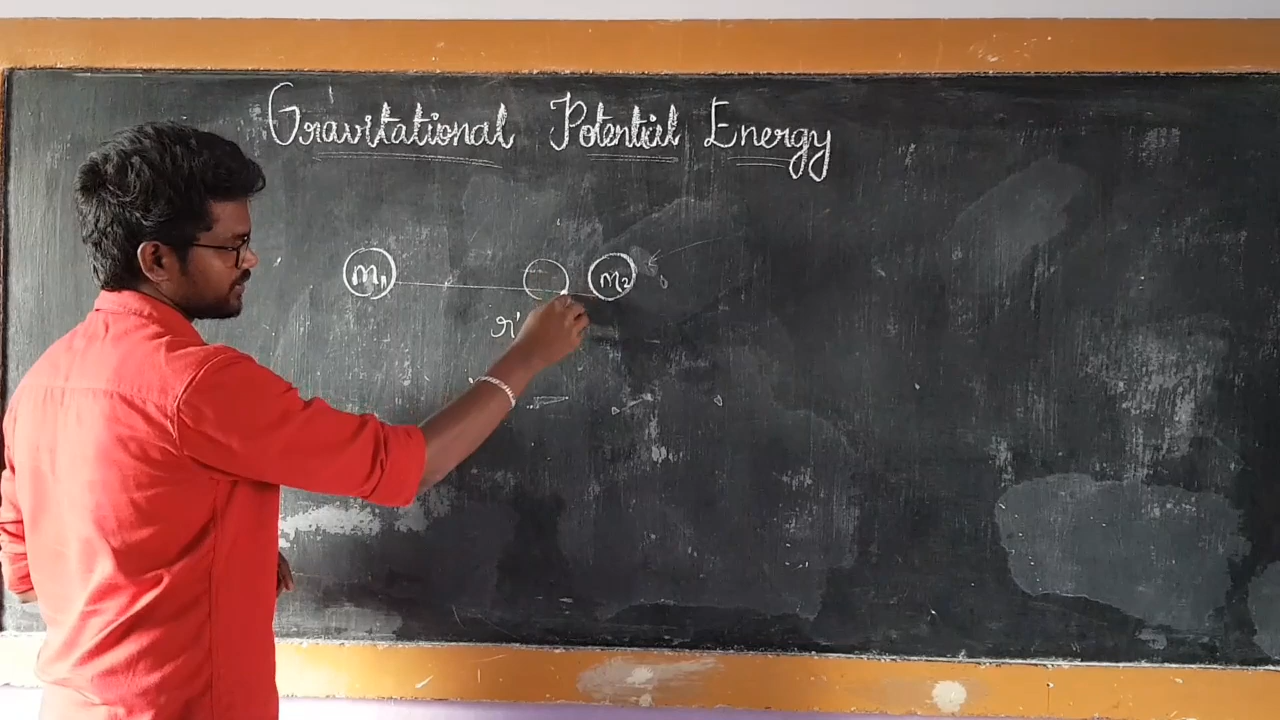 Gravitational Potential Energy
m₁ m₂
r'